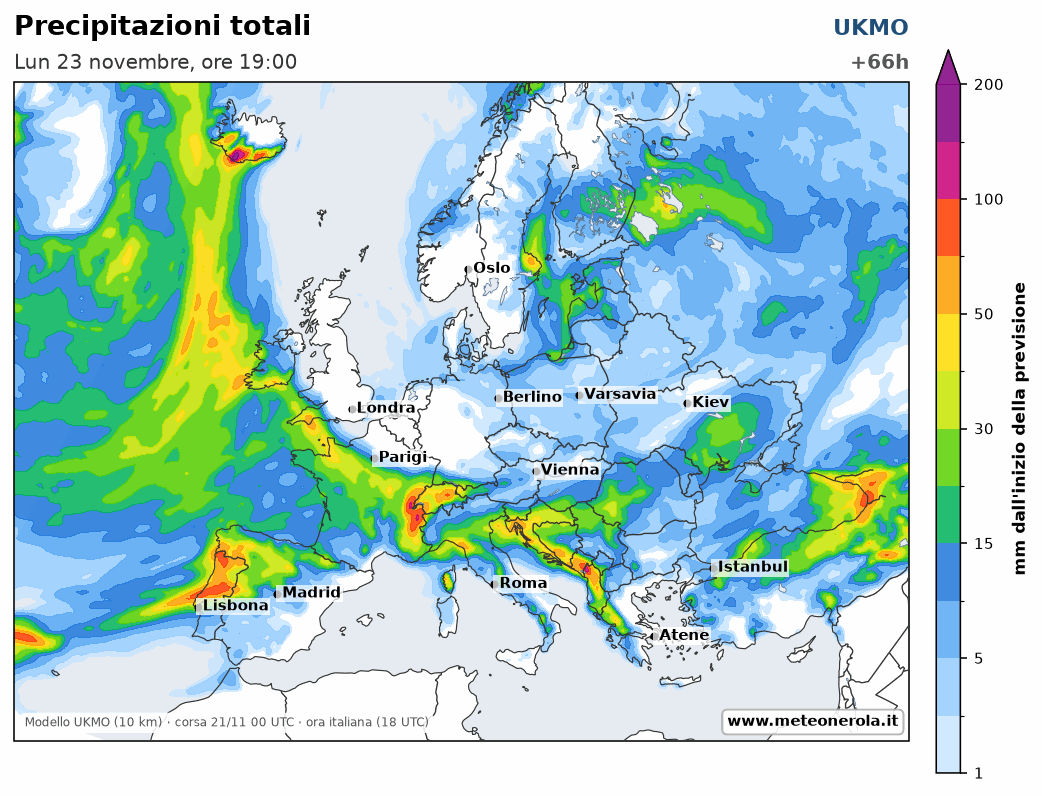 Precipitazioni totali
UKMO
Lun 23 novembre, ore 19:00
+66h
200
100
50
30
15
5
1
mm dall'inizio della previsione
Oslo
Londra
Berlino
Varsavia
Kiev
Parigi
Vienna
Istanbul
Roma
Madrid
Lisbona
Atene
Modello UKMO (10 km) · corsa 21/11 00 UTC · ora italiana (18 UTC)
www.meteonerola.it